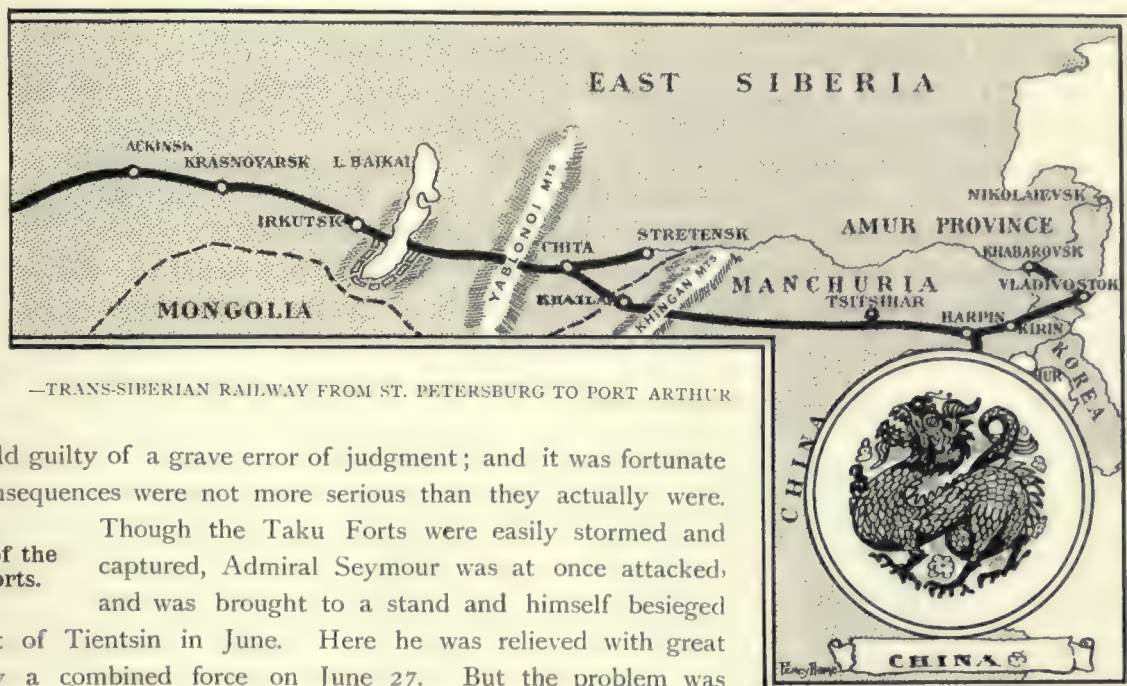 EAST SIBERIA
ACKINSK
KRASNOYARSK
L. BAIKAL
IRKUTSK
NIKOLAIEVSK
AMUR PROVINCE
YABLONOI MTS
CHITA
STRETENSK
KHABAROVSK
MONGOLIA
KHAILA
KHINGAN MTS
MANCHURIA
TSITSIHAR
VLADIVOSTOK
HARPIN
KIRIN
KOREA
CHINA
CHINA
—TRANS-SIBERIAN RAILWAY FROM ST. PETERSBURG TO PORT ARTHUR
ld guilty of a grave error of judgment; and it was fortunate
nsequences were not more serious than they actually were.
Though the Taku Forts were easily stormed and
of the
captured, Admiral Seymour was at once attacked,
orts.
and was brought to a stand and himself besieged
t of Tientsin in June. Here he was relieved with great
y a combined force on June 27. But the problem was